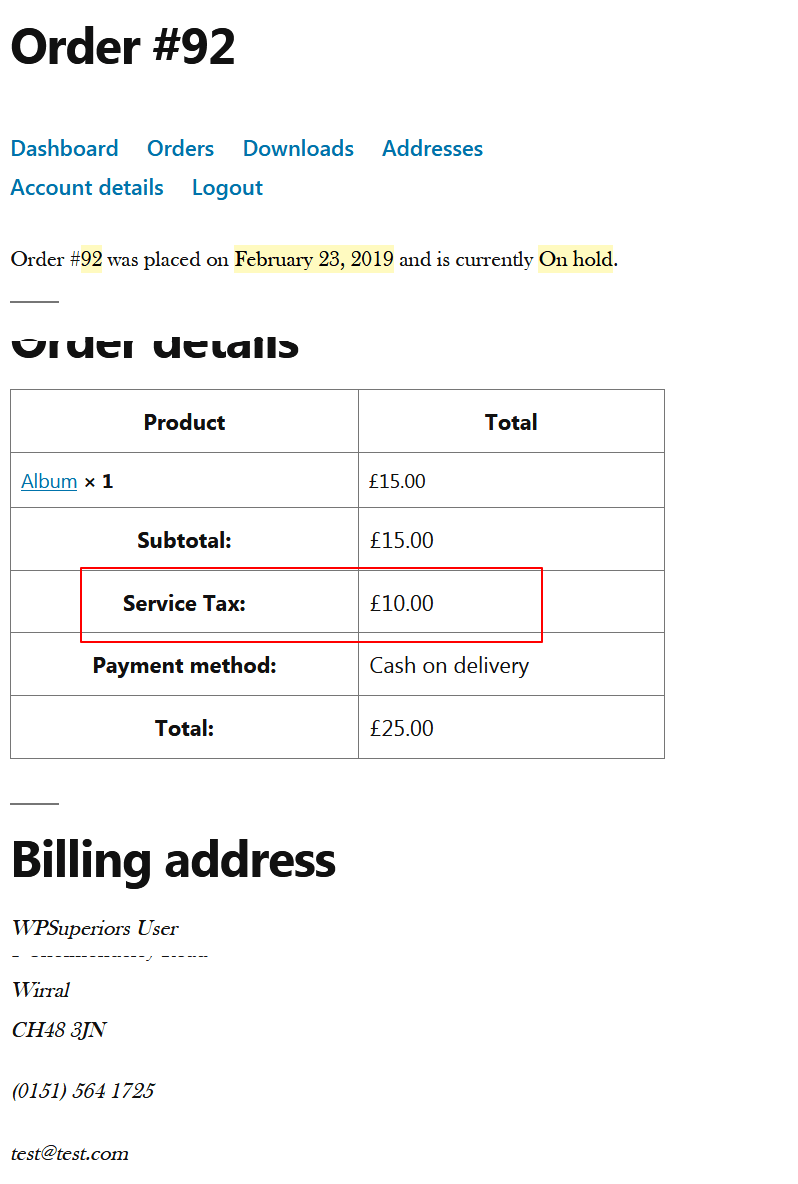 Order #92
Dashboard Orders Downloads Addresses
Account details Logout
Order #92 was placed on February 23, 2019 and is currently On hold.
Order details
Product Total
Album × 1 £15.00
Subtotal: £15.00
Service Tax: £10.00
Payment method: Cash on delivery
Total: £25.00
Billing address
WPSuperiors User
Wirral
CH48 3JN
(0151) 564 1725
test@test.com